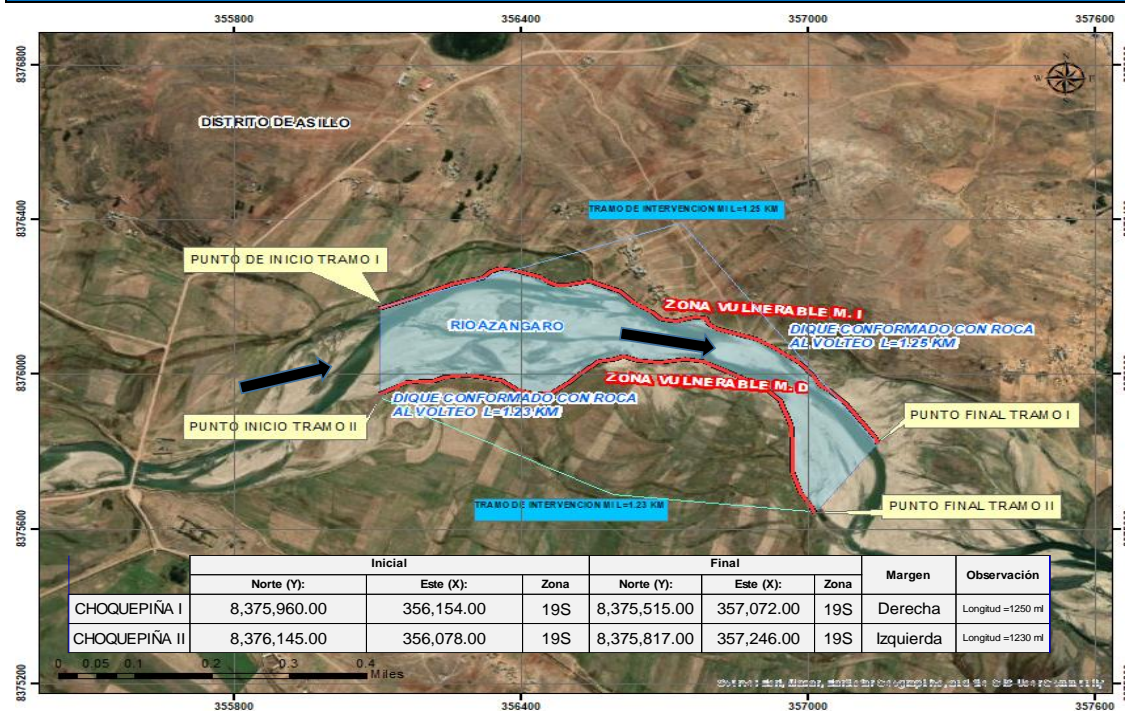 355800 356400 357000 357600
8376800
DISTRITO DE ASILLO
N
W
8376400
TRAMO DE INTERVENCION MI L=1.25 KM
PUNTO DE INICIO TRAMO I
ZONA VULNERABLE M. I
RIO AZANGARO
DIQUE CONFORMADO CON ROCA
AL VOLTEO L=1.25 KM
8376000
ZONA VULNERABLE M. D
DIQUE CONFORMADO CON ROCA
AL VOLTEO L=1.23 KM
PUNTO INICIO TRAMO II
PUNTO FINAL TRAMO I
TRAMO DE INTERVENCION MI L=1.23 KM
PUNTO FINAL TRAMO II
8375600
Inicial Final Margen Observación
Norte (Y): Este (X): Zona Norte (Y): Este (X): Zona
CHOQUEPIÑA I 8,375,960.00 356,154.00 19S 8,375,515.00 357,072.00 19S Derecha Longitud =1250 ml
CHOQUEPIÑA II 8,376,145.00 356,078.00 19S 8,375,817.00 357,246.00 19S Izquierda Longitud =1230 ml
0 0.05 0.1 0.2 0.3 0.4
Miles
8375200
355800 356400 357000 357600